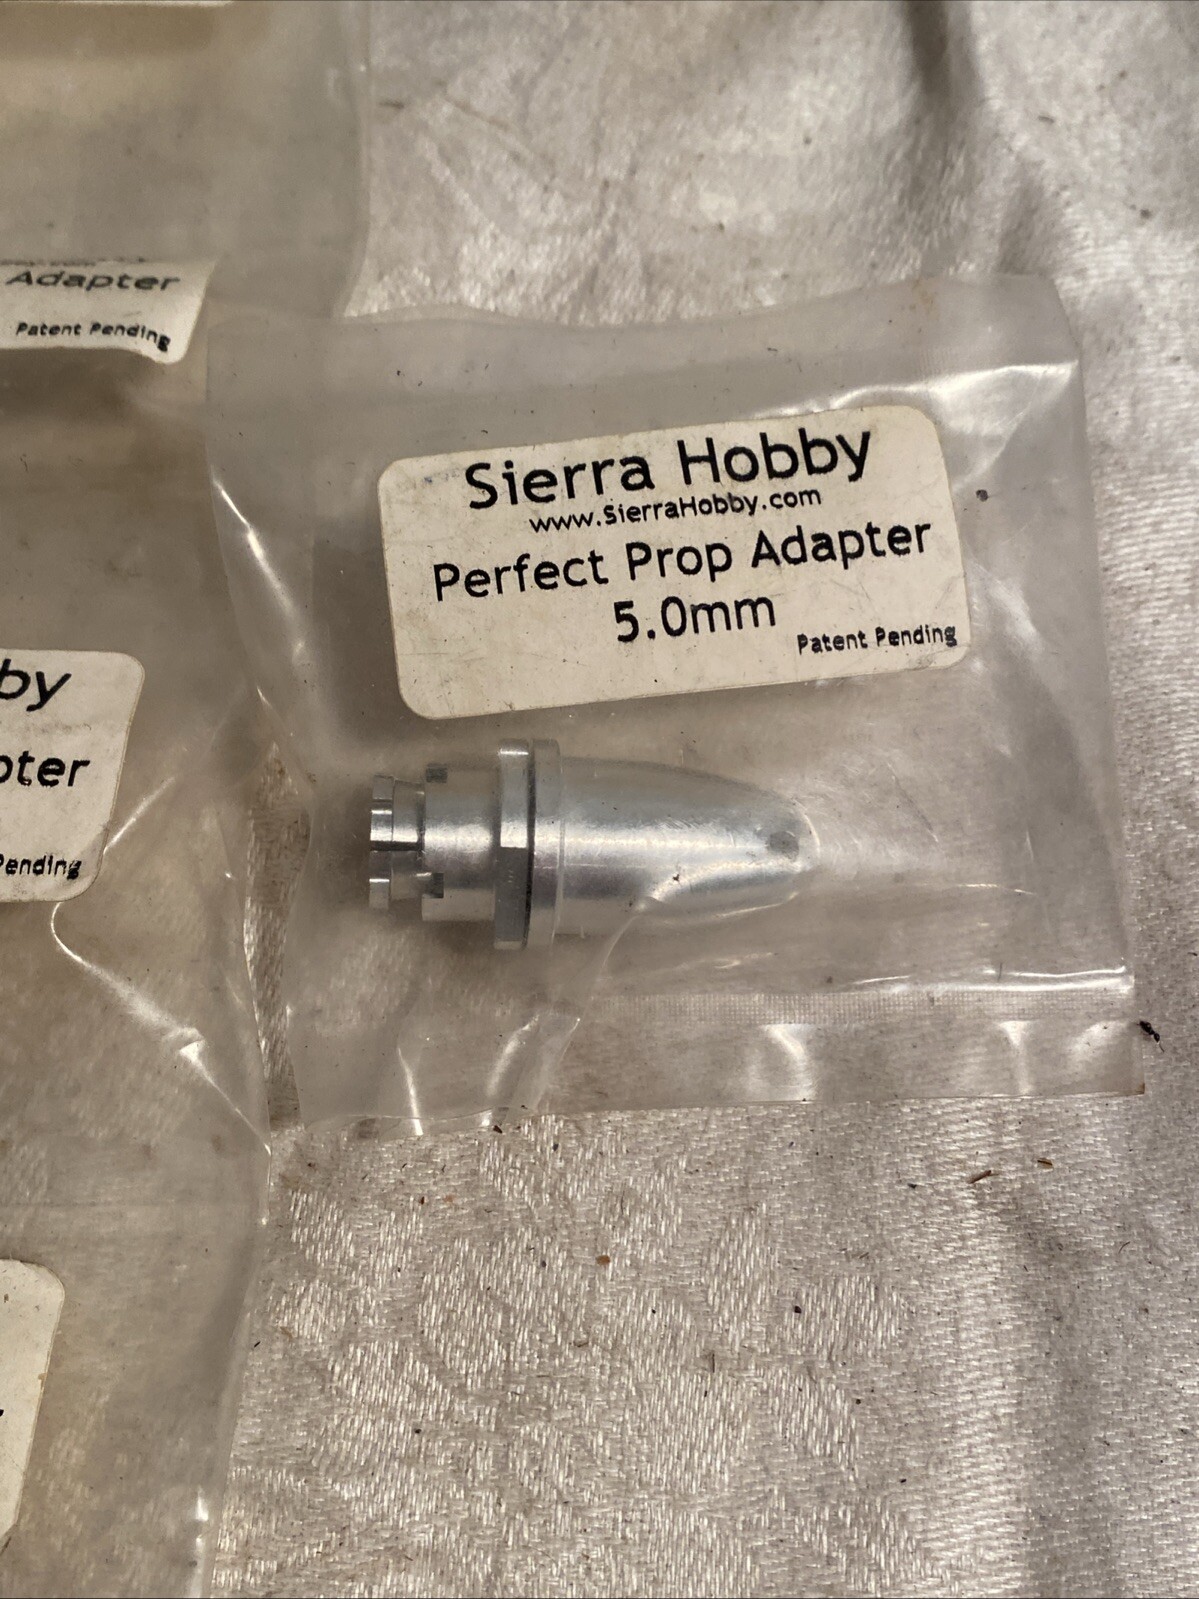 Adapter
Patent Pending
Sierra Hobby
www.SierraHobby.com
Perfect Prop Adapter
5.0mm
Patent Pending
by
pter
Pending